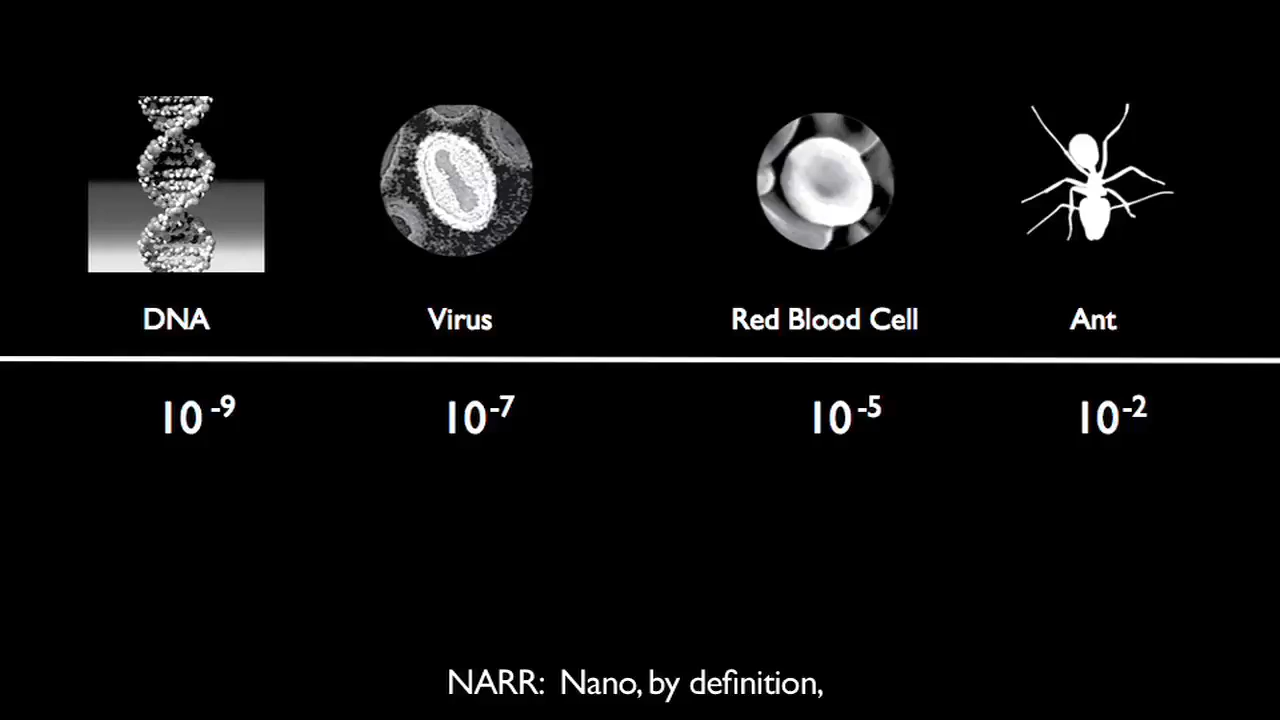 DNA Virus Red Blood Cell Ant
10⁻⁹ 10⁻⁷ 10⁻⁵ 10⁻²
NARR: Nano, by definition,